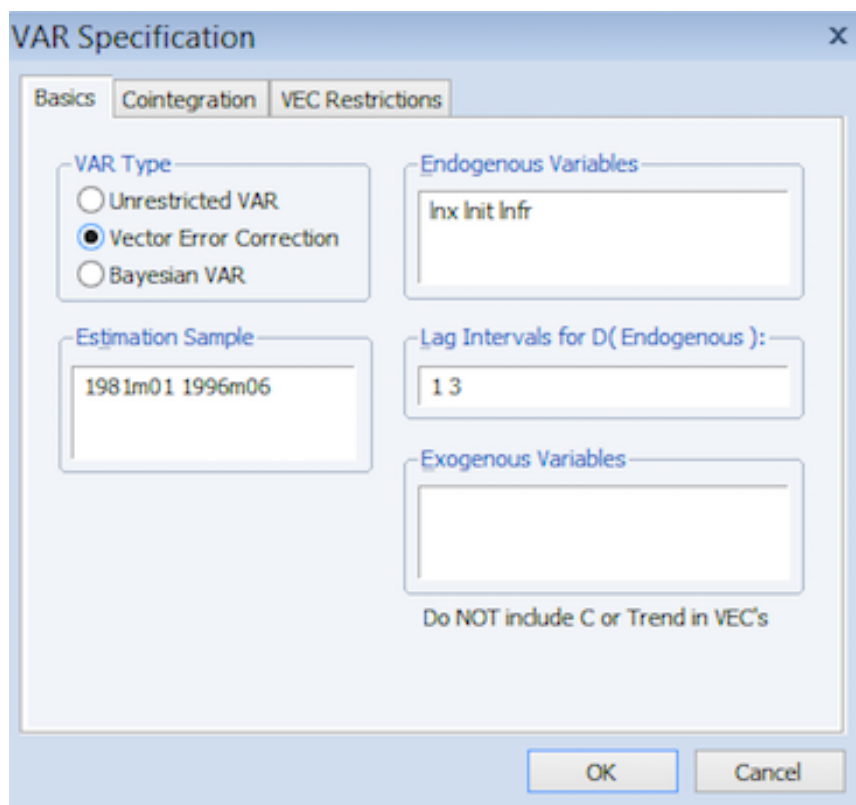 VAR Specification
x
Basics
Cointegration
VEC Restrictions
VAR Type
Unrestricted VAR
Vector Error Correction
Bayesian VAR
Estimation Sample
1981m01 1996m06
Endogenous Variables
lnx lnit lnfr
Lag Intervals for D( Endogenous ):
1 3
Exogenous Variables
Do NOT include C or Trend in VEC's
OK
Cancel